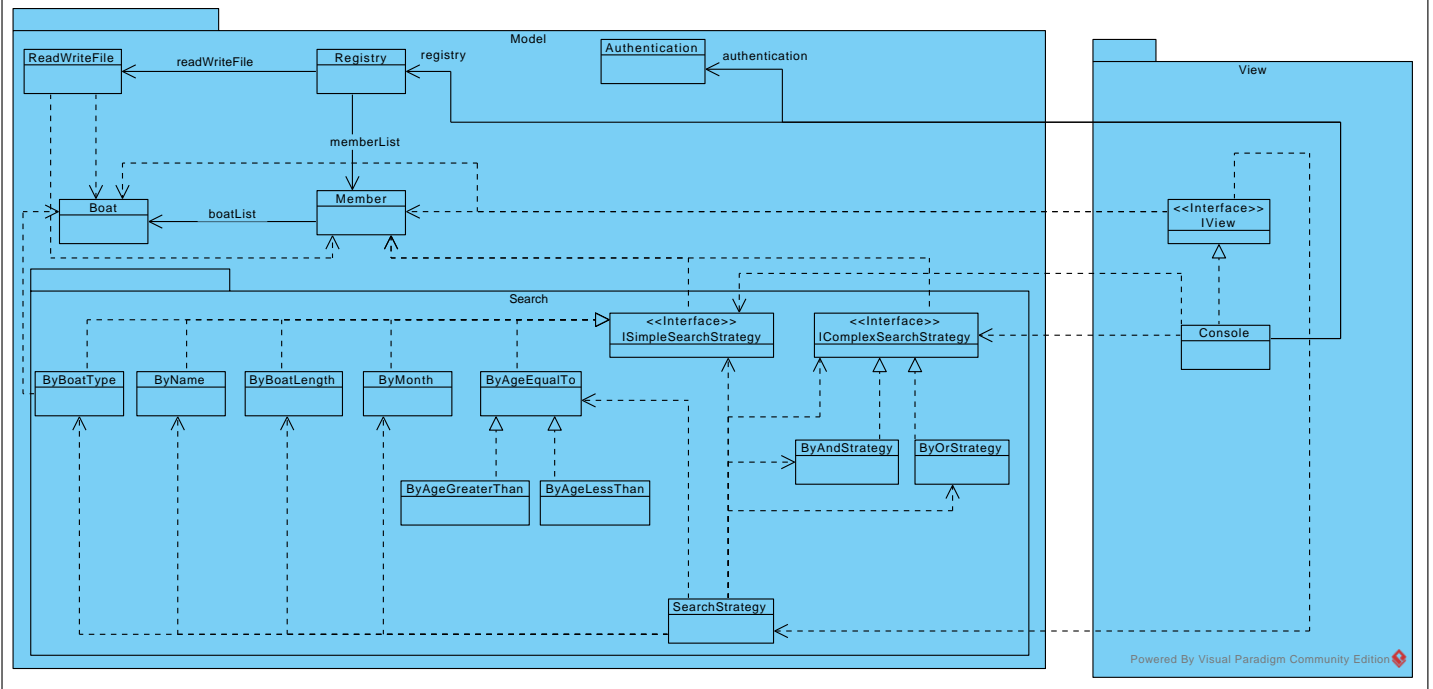 Model
View
ReadWriteFile
readWriteFile
Registry
registry
Authentication
authentication
memberList
Boat
boatList
Member
<<Interface>>
IView
Search
<<Interface>>
ISimpleSearchStrategy
<<Interface>>
IComplexSearchStrategy
Console
ByBoatType
ByName
ByBoatLength
ByMonth
ByAgeEqualTo
ByAndStrategy
ByOrStrategy
ByAgeGreaterThan
ByAgeLessThan
SearchStrategy
Powered By Visual Paradigm Community Edition